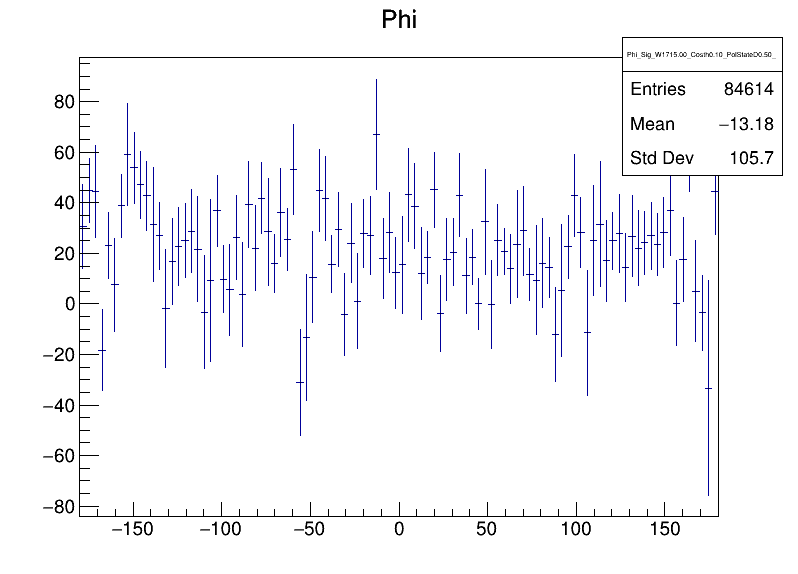 Phi
Phi_Sig_W1715.00_Costh0.10_PolStateD0.50_
Entries 84614
Mean −13.18
Std Dev 105.7
80
60
40
20
0
−20
−40
−60
−80
−150 −100 −50 0 50 100 150